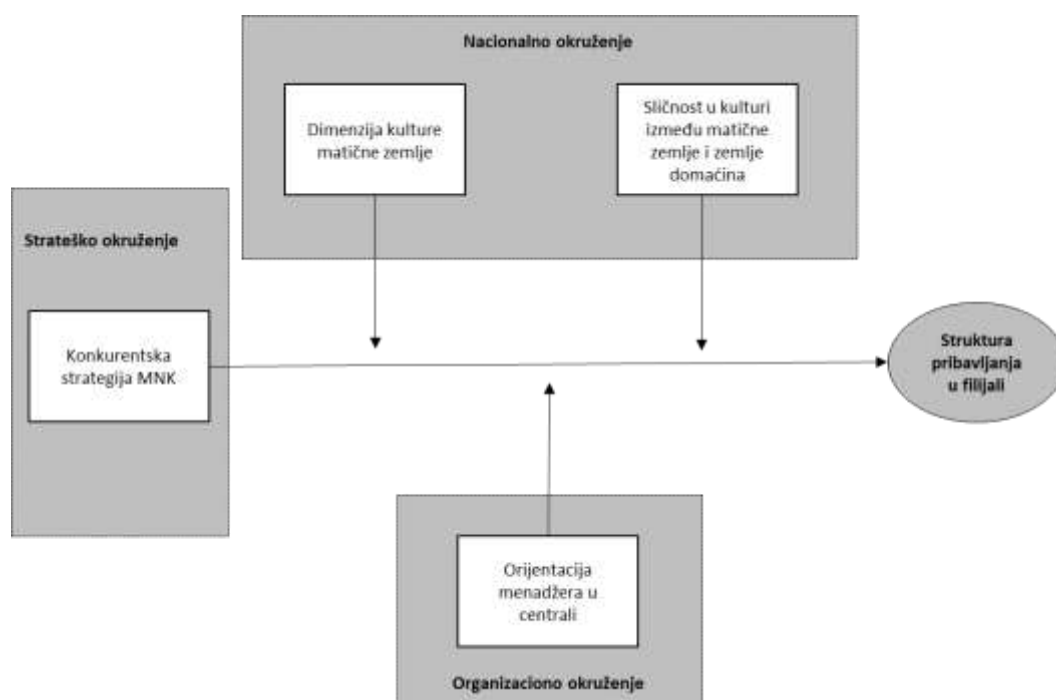 Nacionalno okruženje
Dimenzija kulture
matične zemlje
Sličnost u kulturi
između matične
zemlje i zemlje
domaćina
Strateško okruženje
Konkurentska
strategija MNK
Struktura
pribavljanja
u filijali
Orijentacija
menadžera u
centrali
Organizaciono okruženje